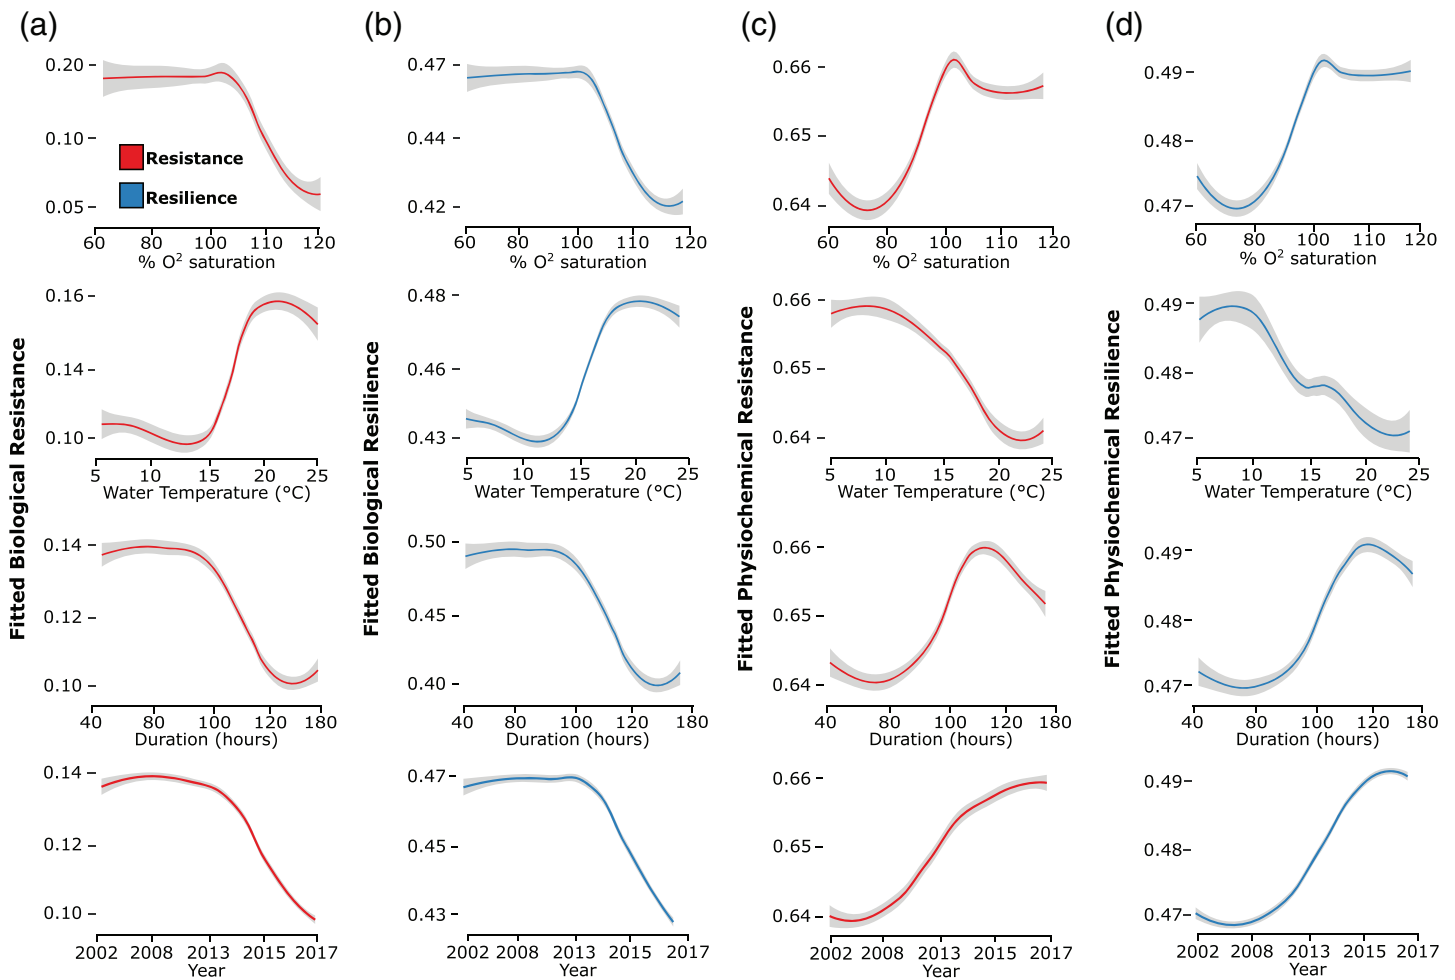 (a) (b) (c) (d)
0.20
0.10
0.05
Resistance
Resilience
60 80 100 110 120
% O² saturation
0.47
0.44
0.42
60 80 100 120
% O² saturation
0.66
0.65
0.64
60 80 100 120
% O² saturation
0.49
0.48
0.47
60 80 100 120
% O² saturation
Fitted Biological Resistance
Fitted Biological Resilience
Fitted Physiochemical Resistance
Fitted Physiochemical Resilience
0.16
0.14
0.10
5 10 15 20 25
Water Temperature (°C)
0.48
0.46
0.43
5 10 15 20 25
Water Temperature (°C)
0.66
0.65
0.64
5 10 15 20 25
Water Temperature (°C)
0.49
0.48
0.47
5 10 15 20 25
Water Temperature (°C)
0.14
0.12
0.10
40 80 100 120 180
Duration (hours)
0.50
0.45
0.40
40 80 100 120 180
Duration (hours)
0.66
0.65
0.64
40 80 100 120 180
Duration (hours)
0.49
0.48
0.47
40 80 100 120 180
Duration (hours)
0.14
0.12
0.10
2002 2008 2013 2015 2017
Year
0.47
0.45
0.43
2002 2008 2013 2015 2017
Year
0.66
0.65
0.64
2002 2008 2013 2015 2017
Year
0.49
0.48
0.47
2002 2008 2013 2015 2017
Year